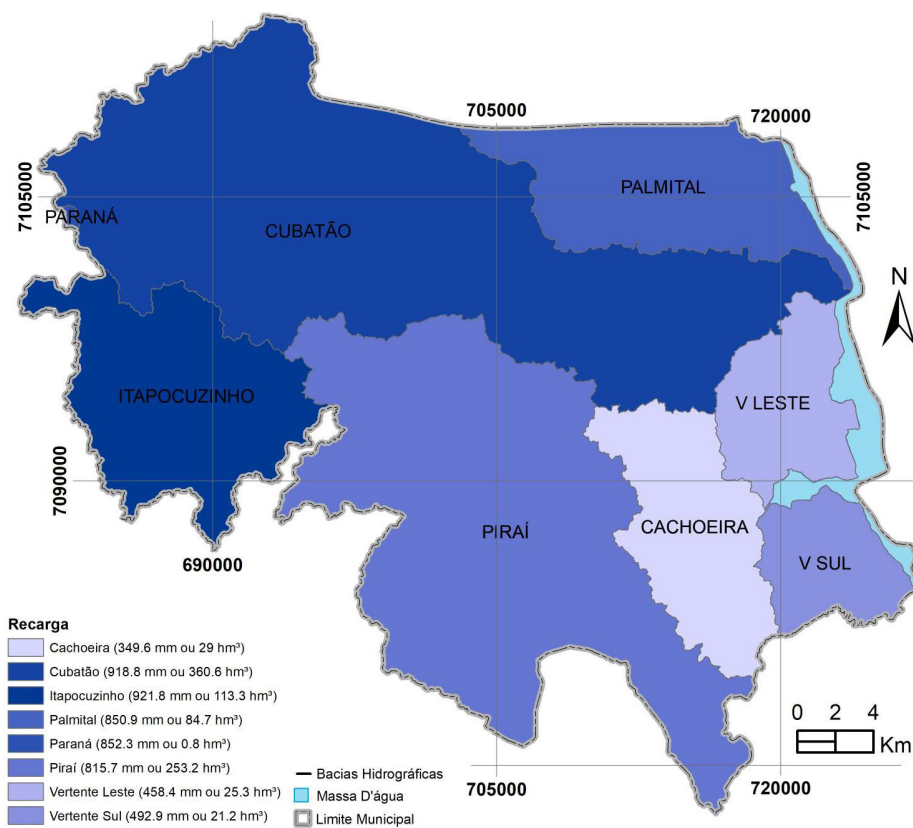 705000
720000
7105000
7105000
PALMITAL
PARANÁ
CUBATÃO
N
ITAPOCUZINHO
V LESTE
7090000
PIRAÍ
CACHOEIRA
V SUL
690000
Recarga
Cachoeira (349.6 mm ou 29 hm³)
Cubatão (918.8 mm ou 360.6 hm³)
Itapocuzinho (921.8 mm ou 113.3 hm³)
Palmital (850.9 mm ou 84.7 hm³)
Paraná (852.3 mm ou 0.8 hm³)
Piraí (815.7 mm ou 253.2 hm³)
Vertente Leste (458.4 mm ou 25.3 hm³)
Vertente Sul (492.9 mm ou 21.2 hm³)
Bacias Hidrográficas
Massa D'água
Limite Municipal
0 2 4
Km
705000
720000